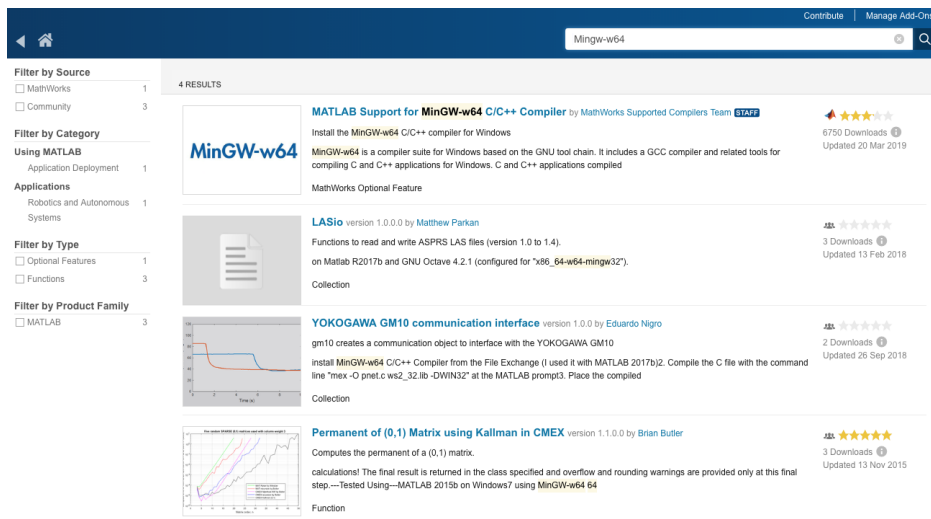 Contribute Manage Add-Ons
Mingw-w64
Filter by Source
MathWorks 1
Community 3
Filter by Category
Using MATLAB
Application Deployment 1
Applications
Robotics and Autonomous 1
Systems
Filter by Type
Optional Features 1
Functions 3
Filter by Product Family
MATLAB 3
4 RESULTS
MinGW-w64
MATLAB Support for MinGW-w64 C/C++ Compiler by MathWorks Supported Compilers Team STAFF
Install the MinGW-w64 C/C++ compiler for Windows
MinGW-w64 is a compiler suite for Windows based on the GNU tool chain. It includes a GCC compiler and related tools for
compiling C and C++ applications for Windows. C and C++ applications compiled
MathWorks Optional Feature
6750 Downloads
Updated 20 Mar 2019
LASio version 1.0.0.0 by Matthew Parkan
Functions to read and write ASPRS LAS files (version 1.0 to 1.4).
on Matlab R2017b and GNU Octave 4.2.1 (configured for "x86_64-w64-mingw32").
Collection
3 Downloads
Updated 13 Feb 2018
Time (s)
YOKOGAWA GM10 communication interface version 1.0.0 by Eduardo Nigro
gm10 creates a communication object to interface with the YOKOGAWA GM10
install MinGW-w64 C/C++ Compiler from the File Exchange (I used it with MATLAB 2017b)2. Compile the C file with the command
line "mex -O pnet.c ws2_32.lib -DWIN32" at the MATLAB prompt3. Place the compiled
Collection
2 Downloads
Updated 26 Sep 2018
Permanent of (0,1) Matrix using Kallman in CMEX version 1.1.0.0 by Brian Butler
Computes the permanent of a (0,1) matrix.
calculations! The final result is returned in the class specified and overflow and rounding warnings are provided only at this final
step.---Tested Using---MATLAB 2015b on Windows7 using MinGW-w64 64
Function
3 Downloads
Updated 13 Nov 2015